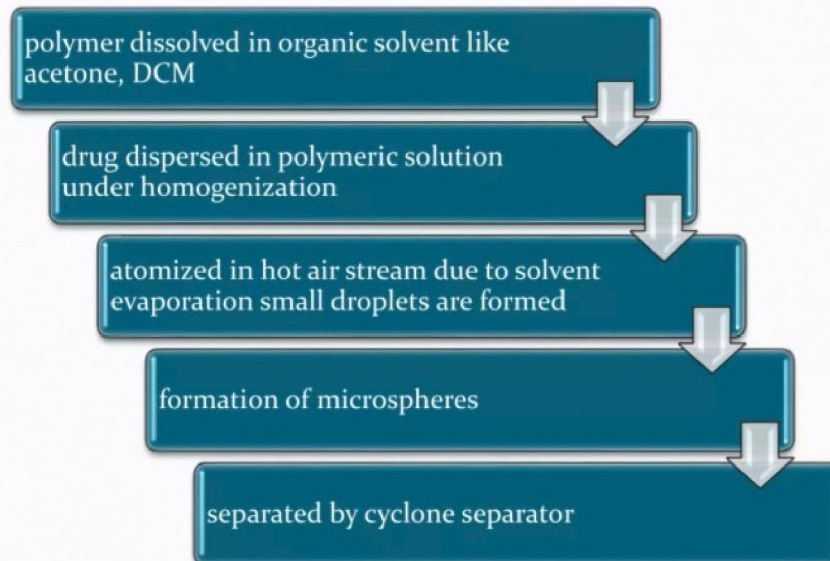 polymer dissolved in organic solvent like
acetone, DCM
drug dispersed in polymeric solution
under homogenization
atomized in hot air stream due to solvent
evaporation small droplets are formed
formation of microspheres
separated by cyclone separator